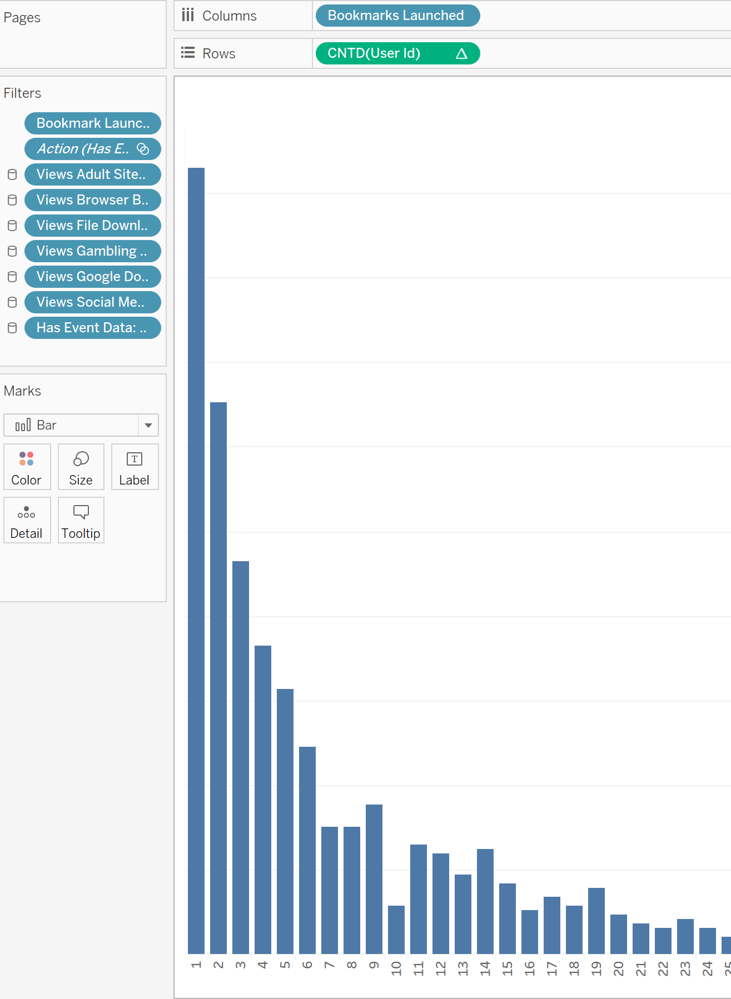 Pages
Columns
Bookmarks Launched
Rows
CNTD(User Id)
Filters
Bookmark Launc..
Action (Has E..
Views Adult Site..
Views Browser B..
Views File Downl..
Views Gambling ..
Views Google Do..
Views Social Me..
Has Event Data: ..
Marks
Bar
Color
Size
T
Label
Detail
Tooltip
1 2 3 4 5 6 7 8 9 10 11 12 13 14 15 16 17 18 19 20 21 22 23 24 25